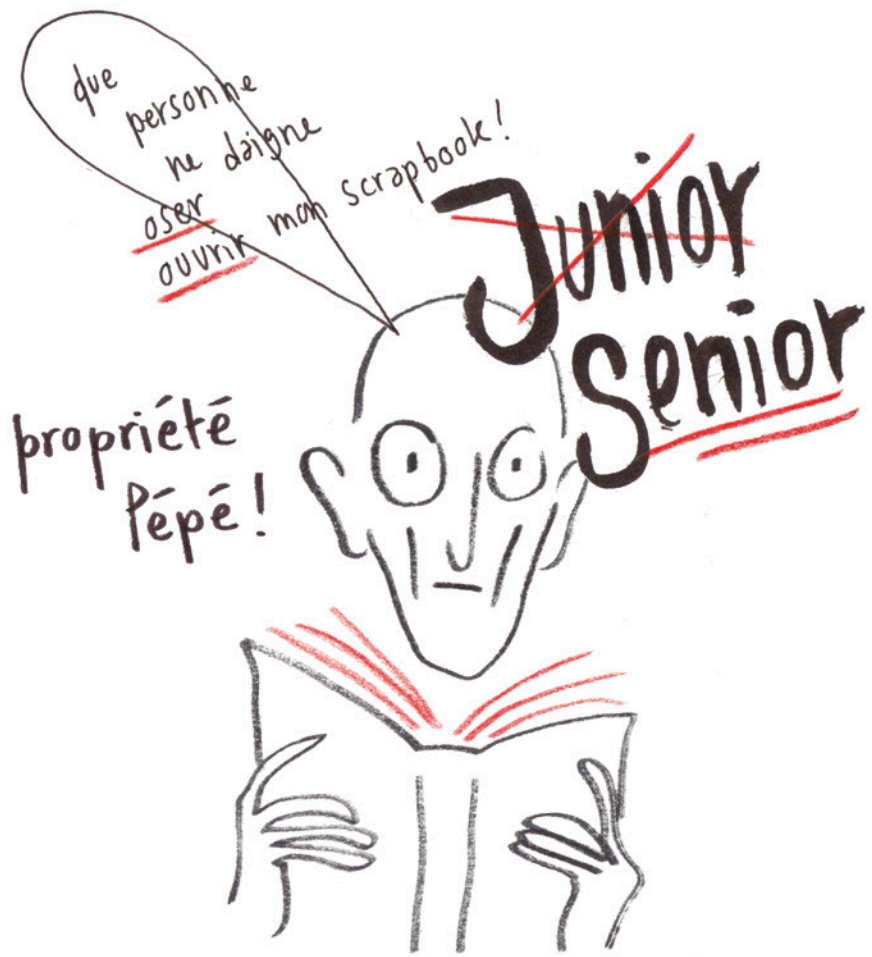 que
personne
ne daigne
oser
ouvrir mon scrapbook!
Junior
Senior
propriété
Pépé!